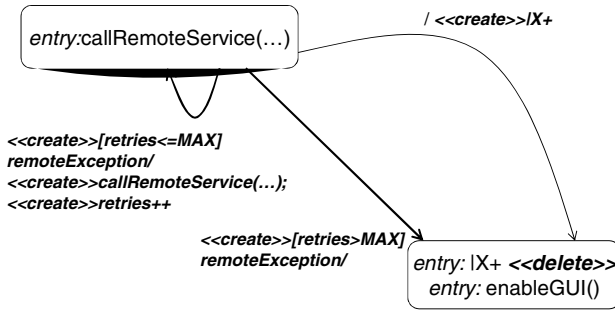 entry:callRemoteService(…)
/ <<create>>|X+
<<create>>[retries<=MAX]
remoteException/
<<create>>callRemoteService(…);
<<create>>retries++
<<create>>[retries>MAX]
remoteException/
entry: |X+ <<delete>>
entry: enableGUI()